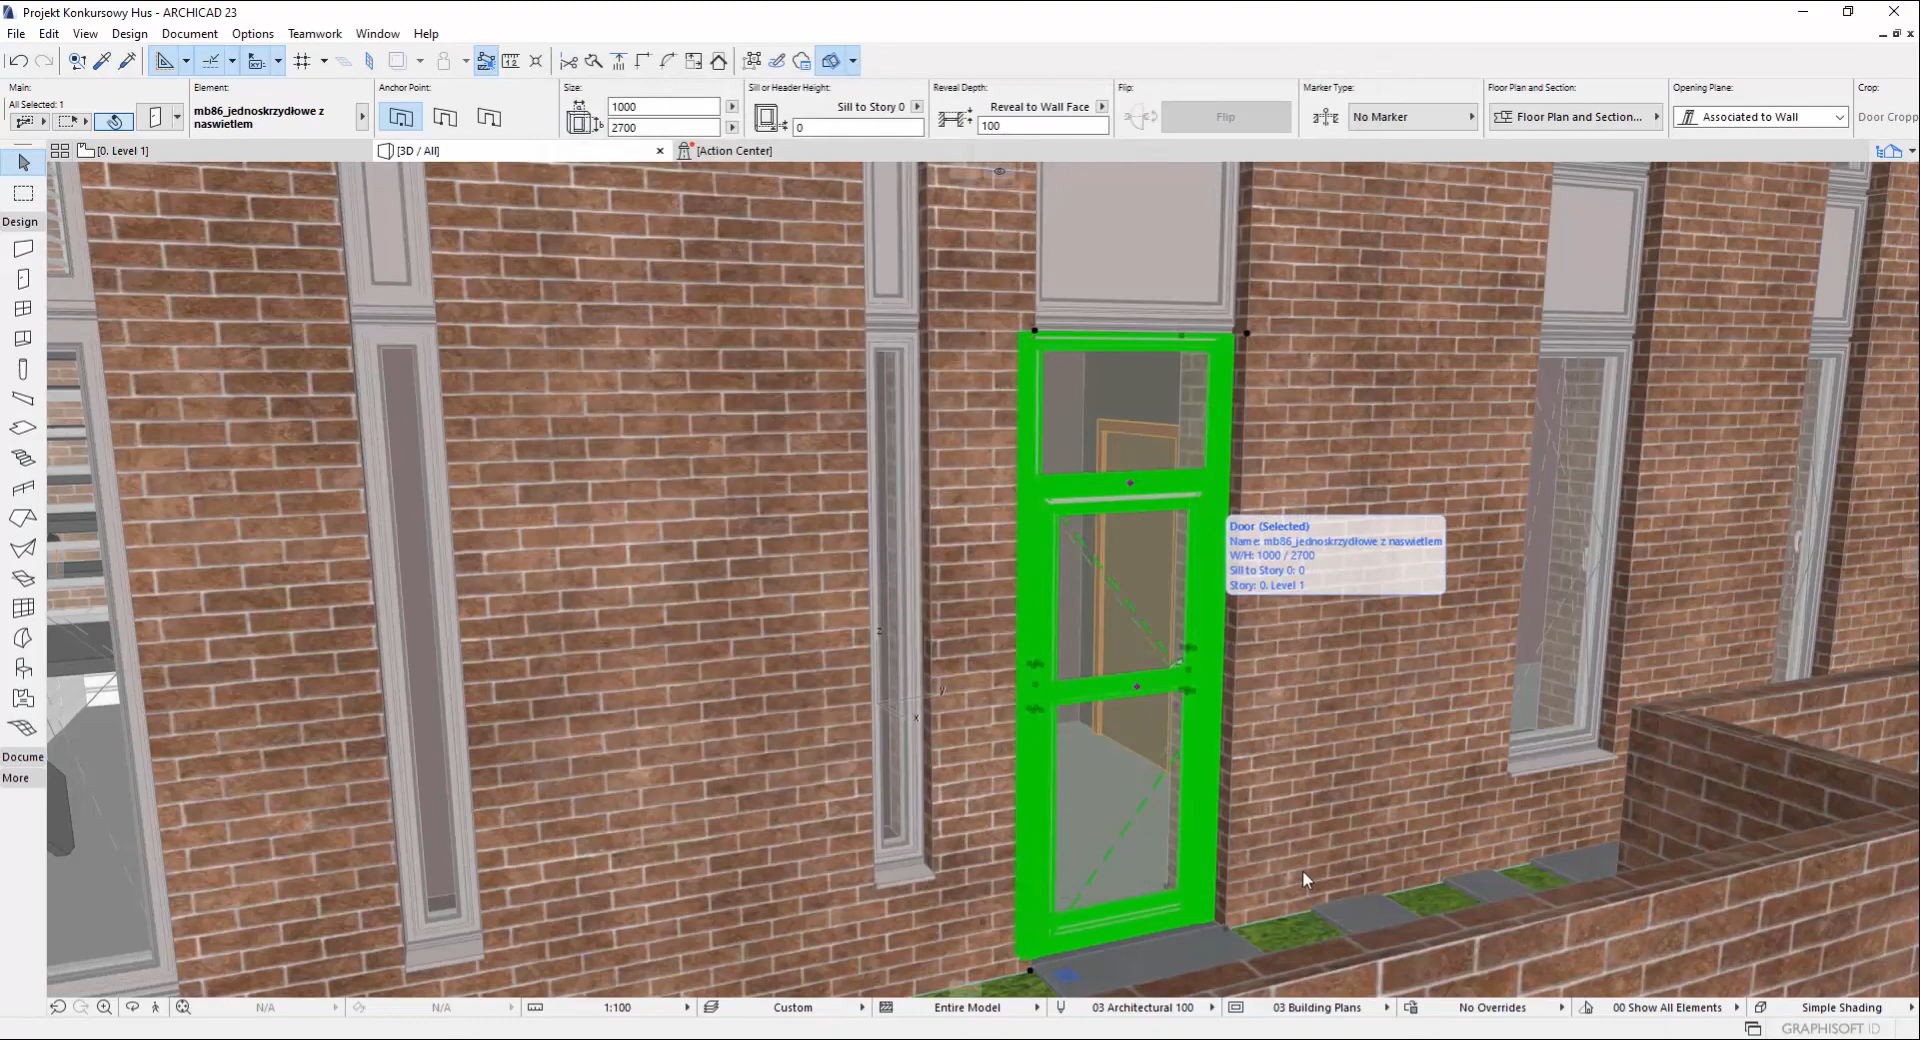 Projekt Konkursowy Hus - ARCHICAD 23
File Edit View Design Document Options Teamwork Window Help
Main:
All Selected: 1
Element:
mb86_jednoskrzydłowe z
naswietlem
Anchor Point:
Size:
1000
2700
Sill or Header Height:
Sill to Story 0
0
Reveal Depth:
Reveal to Wall Face
100
Flip:
Flip
Marker Type:
No Marker
Floor Plan and Section:
Floor Plan and Section...
Opening Plane:
Associated to Wall
Crop:
Door Cropp
[0. Level 1]
[3D / All]
[Action Center]
Design
Docume
More
Door (Selected)
Name: mb86_jednoskrzydłowe z naswietlem
W/H: 1000 / 2700
Sill to Story 0: 0
Story: 0. Level 1
z
y
x
N/A
N/A
1:100
Custom
Entire Model
03 Architectural 100
03 Building Plans
No Overrides
00 Show All Elements
Simple Shading
GRAPHISOFT ID